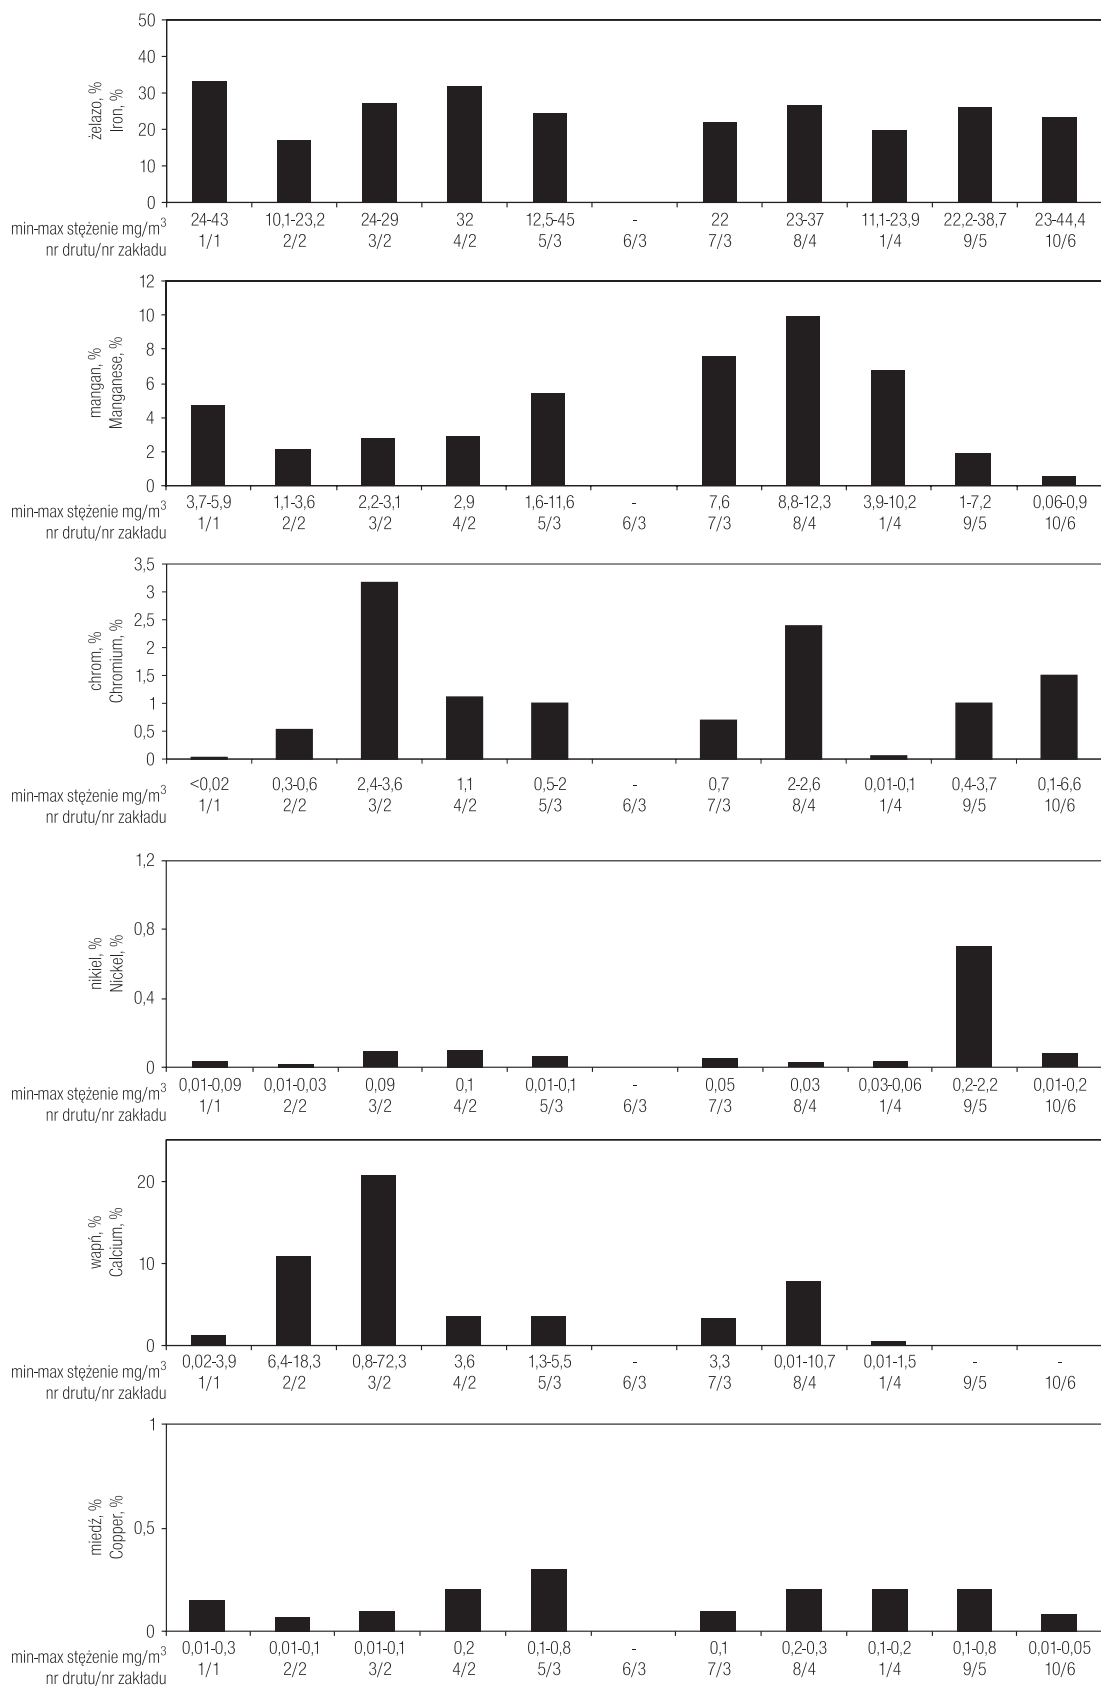 50
40
30
20
10
0
żelazo, %
Iron, %
min-max stężenie mg/m³ 24-43 10,1-23,2 24-29 32 12,5-45 - 22 23-37 11,1-23,9 22,2-38,7 23-44,4
nr drutu/nr zakładu 1/1 2/2 3/2 4/2 5/3 6/3 7/3 8/4 1/4 9/5 10/6
12
10
8
6
4
2
0
mangan, %
Manganese, %
min-max stężenie mg/m³ 3,7-5,9 1,1-3,6 2,2-3,1 2,9 1,6-11,6 - 7,6 8,8-12,3 3,9-10,2 1-7,2 0,06-0,9
nr drutu/nr zakładu 1/1 2/2 3/2 4/2 5/3 6/3 7/3 8/4 1/4 9/5 10/6
3,5
3
2,5
2
1,5
1
0,5
0
chrom, %
Chromium, %
min-max stężenie mg/m³ <0,02 0,3-0,6 2,4-3,6 1,1 0,5-2 - 0,7 2-2,6 0,01-0,1 0,4-3,7 0,1-6,6
nr drutu/nr zakładu 1/1 2/2 3/2 4/2 5/3 6/3 7/3 8/4 1/4 9/5 10/6
1,2
0,8
0,4
0
nikiel, %
Nickel, %
min-max stężenie mg/m³ 0,01-0,09 0,01-0,03 0,09 0,1 0,01-0,1 - 0,05 0,03 0,03-0,06 0,2-2,2 0,01-0,2
nr drutu/nr zakładu 1/1 2/2 3/2 4/2 5/3 6/3 7/3 8/4 1/4 9/5 10/6
20
10
0
wapń, %
Calcium, %
min-max stężenie mg/m³ 0,02-3,9 6,4-18,3 0,8-72,3 3,6 1,3-5,5 - 3,3 0,01-10,7 0,01-1,5 - -
nr drutu/nr zakładu 1/1 2/2 3/2 4/2 5/3 6/3 7/3 8/4 1/4 9/5 10/6
1
0,5
0
miedź, %
Copper, %
min-max stężenie mg/m³ 0,01-0,3 0,01-0,1 0,01-0,1 0,2 0,1-0,8 - 0,1 0,2-0,3 0,1-0,2 0,1-0,8 0,01-0,05
nr drutu/nr zakładu 1/1 2/2 3/2 4/2 5/3 6/3 7/3 8/4 1/4 9/5 10/6